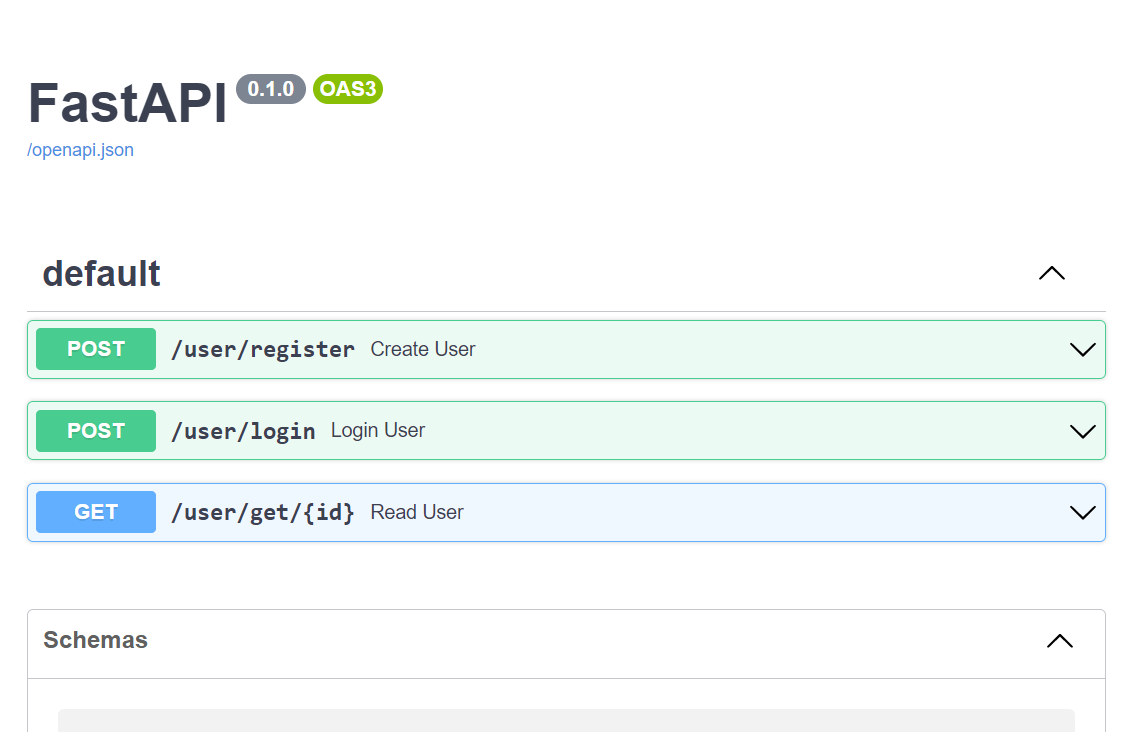 FastAPI 0.1.0 OAS3
/openapi.json
default
POST /user/register Create User
POST /user/login Login User
GET /user/get/{id} Read User
Schemas